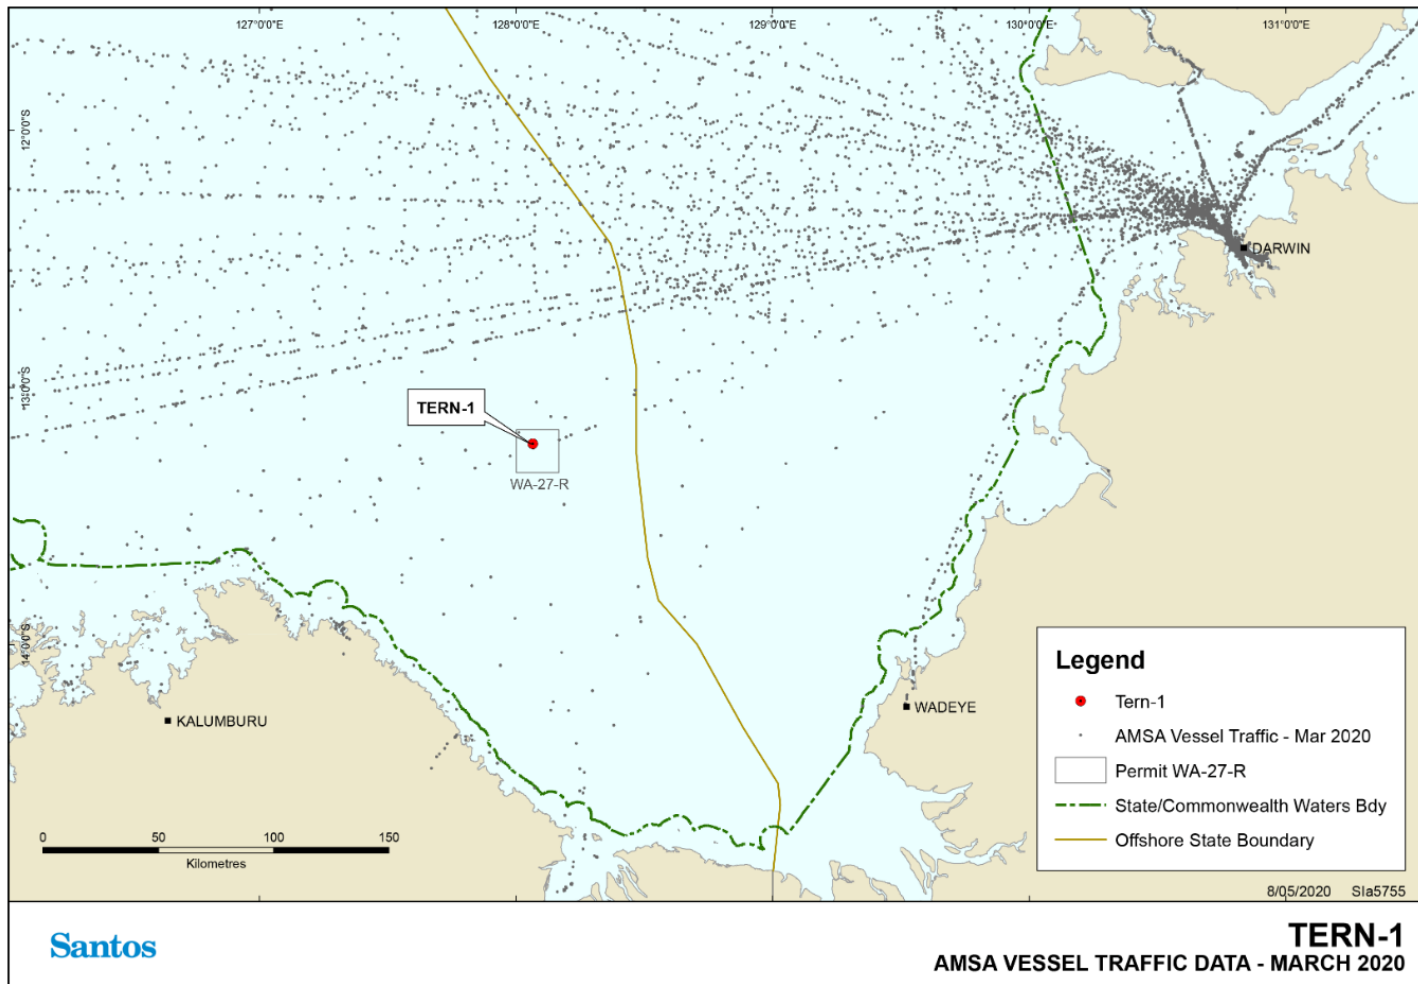 127°0'0"E
128°0'0"E
129°0'0"E
130°0'0"E
131°0'0"E
12°0'0"S
13°0'0"S
14°0'0"S
DARWIN
TERN-1
WA-27-R
KALUMBURU
WADEYE
0 50 100 150
Kilometres
Legend
Tern-1
AMSA Vessel Traffic - Mar 2020
Permit WA-27-R
State/Commonwealth Waters Bdy
Offshore State Boundary
8/05/2020 Sla5755
Santos
TERN-1
AMSA VESSEL TRAFFIC DATA - MARCH 2020